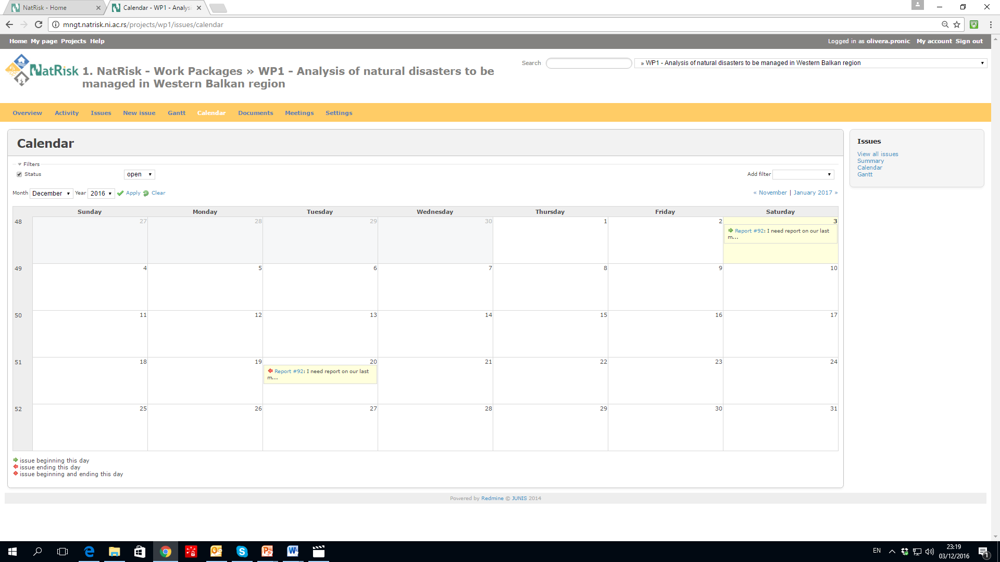 NatRisk - Home
Calendar - WP1 - Analys
mngt.natrisk.ni.ac.rs/projects/wp1/issues/calendar
Home My page Projects Help
Logged in as olivera.pronic My account Sign out
NatRisk
1. NatRisk - Work Packages » WP1 - Analysis of natural disasters to be
managed in Western Balkan region
Search
» WP1 - Analysis of natural disasters to be managed in Western Balkan region
Overview Activity Issues New issue Gantt Calendar Documents Meetings Settings
Calendar
Issues
View all issues
Summary
Calendar
Gantt
Filters
Status open
Add filter
Month December Year 2016 Apply Clear
« November | January 2017 »
Sunday Monday Tuesday Wednesday Thursday Friday Saturday
48 27 28 29 30 1 2 3
Report #92: I need report on our last
m...
49 4 5 6 7 8 9 10
50 11 12 13 14 15 16 17
51 18 19 20 21 22 23 24
Report #92: I need report on our last
m...
52 25 26 27 28 29 30 31
issue beginning this day
issue ending this day
issue beginning and ending this day
Powered by Redmine © JUNIS 2014
EN
23:19
03/12/2016
1